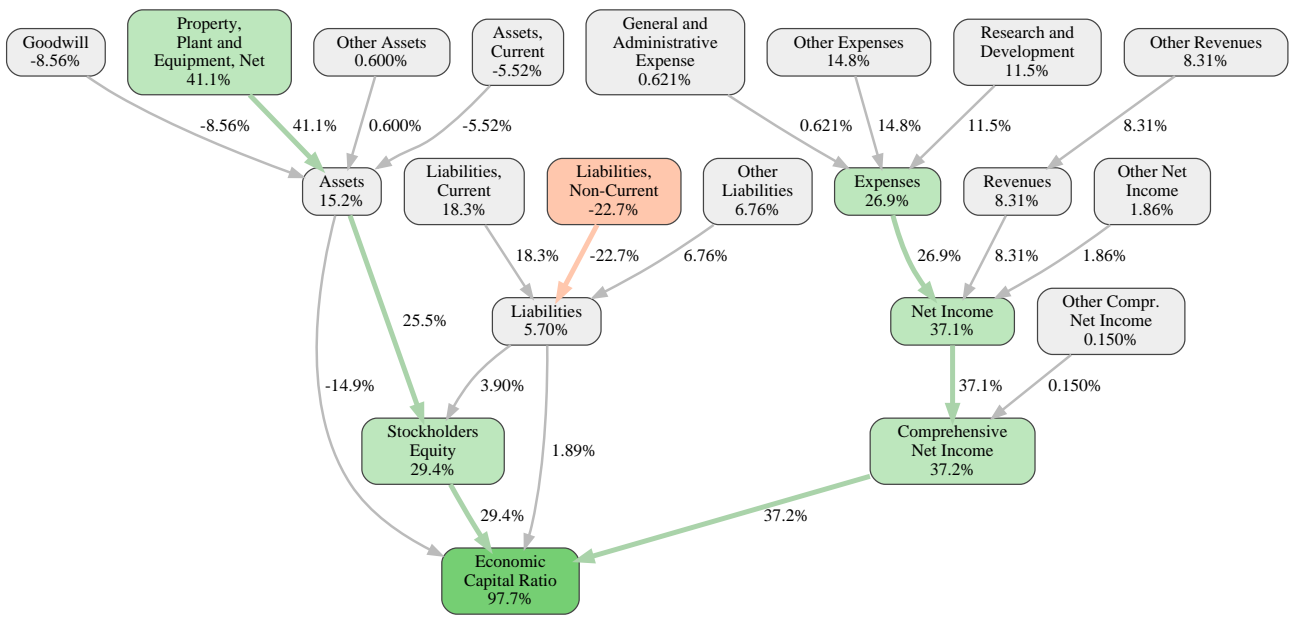 Goodwill
-8.56%
Property,
Plant and
Equipment, Net
41.1%
Other Assets
0.600%
Assets,
Current
-5.52%
General and
Administrative
Expense
0.621%
Other Expenses
14.8%
Research and
Development
11.5%
Other Revenues
8.31%
-8.56%
41.1%
0.600%
-5.52%
0.621%
14.8%
11.5%
8.31%
Assets
15.2%
Liabilities,
Current
18.3%
Liabilities,
Non-Current
-22.7%
Other
Liabilities
6.76%
Expenses
26.9%
Revenues
8.31%
Other Net
Income
1.86%
18.3%
-22.7%
6.76%
26.9%
8.31%
1.86%
25.5%
Liabilities
5.70%
Net Income
37.1%
Other Compr.
Net Income
0.150%
-14.9%
3.90%
37.1%
0.150%
Stockholders
Equity
29.4%
1.89%
Comprehensive
Net Income
37.2%
29.4%
37.2%
Economic
Capital Ratio
97.7%